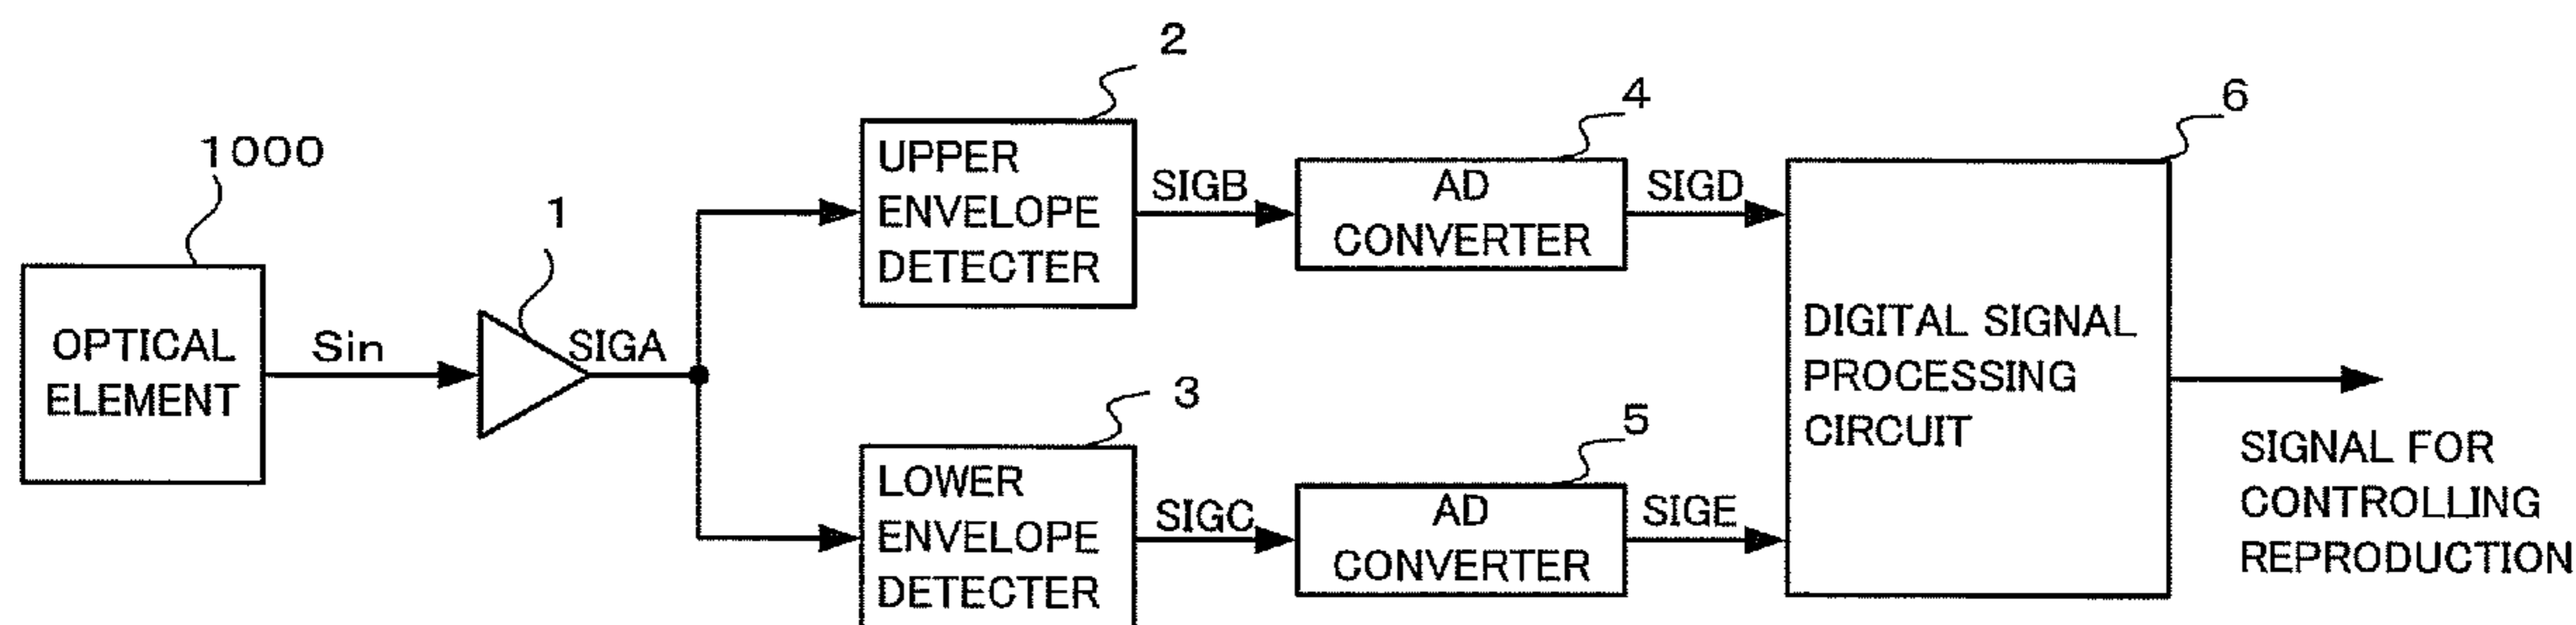 1000
OPTICAL
ELEMENT
Sin
1
SIGA
2
UPPER
ENVELOPE
DETECTER
SIGB
4
AD
CONVERTER
SIGD
3
LOWER
ENVELOPE
DETECTER
SIGC
5
AD
CONVERTER
SIGE
6
DIGITAL SIGNAL
PROCESSING
CIRCUIT
SIGNAL FOR
CONTROLLING
REPRODUCTION